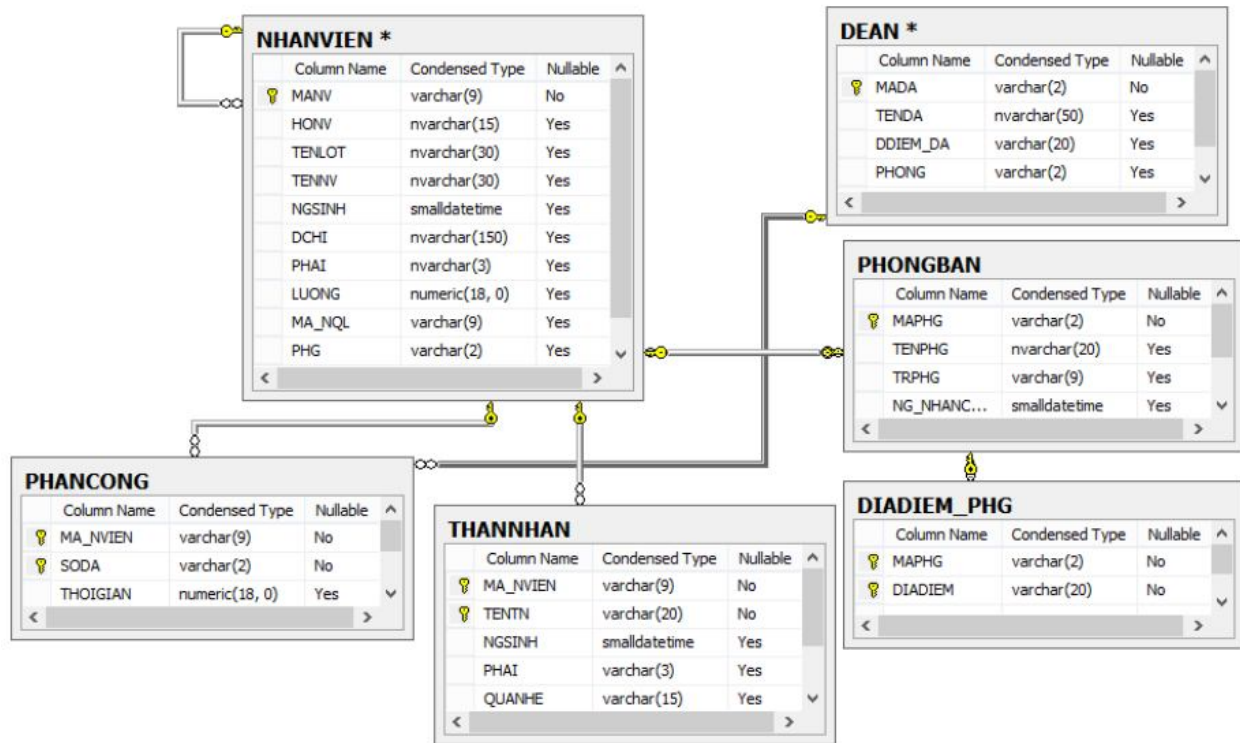 NHANVIEN *
Column Name Condensed Type Nullable
MANV varchar(9) No
HONV nvarchar(15) Yes
TENLOT nvarchar(30) Yes
TENNV nvarchar(30) Yes
NGSINH smalldatetime Yes
DCHI nvarchar(150) Yes
PHAI nvarchar(3) Yes
LUONG numeric(18, 0) Yes
MA_NQL varchar(9) Yes
PHG varchar(2) Yes
DEAN *
Column Name Condensed Type Nullable
MADA varchar(2) No
TENDA nvarchar(50) Yes
DDIEM_DA varchar(20) Yes
PHONG varchar(2) Yes
PHONGBAN
Column Name Condensed Type Nullable
MAPHG varchar(2) No
TENPHG nvarchar(20) Yes
TRPHG varchar(9) Yes
NG_NHANC... smalldatetime Yes
PHANCONG
Column Name Condensed Type Nullable
MA_NVIEN varchar(9) No
SODA varchar(2) No
THOIGIAN numeric(18, 0) Yes
THANNHAN
Column Name Condensed Type Nullable
MA_NVIEN varchar(9) No
TENTN varchar(20) No
NGSINH smalldatetime Yes
PHAI varchar(3) Yes
QUANHE varchar(15) Yes
DIADIEM_PHG
Column Name Condensed Type Nullable
MAPHG varchar(2) No
DIADIEM varchar(20) No